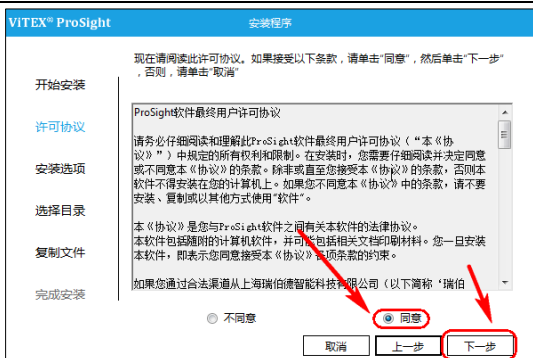 ViTEX® ProSight
安装程序
现在请阅读此许可协议。如果接受以下条款，请单击“同意”，然后单击“下一步”
，否则，请单击“取消”
开始安装
许可协议
安装选项
选择目录
复制文件
完成安装
ProSight软件最终用户许可协议
请务必仔细阅读和理解此ProSight软件最终用户许可协议（“本《协
议》”）中规定的所有权利和限制。在安装时，您需要仔细阅读并决定同意
或不同意本《协议》的条款。除非或直至您接受本《协议》的条款，否则本
软件不得安装在您的计算机上。如果您不同意本《协议》中的条款，请不要
安装、复制或以其他方式使用“软件”。
本《协议》是您与ProSight软件之间有关本软件的法律协议。
本软件包括随附的计算机软件，并可能包括相关文档印刷材料。您一旦安装
本软件，即表示您同意接受本《协议》各项条款的约束。
如果您通过合法渠道从上海瑞伯德智能科技有限公司（以下简称‘瑞伯
不同意
同意
取消
上一步
下一步